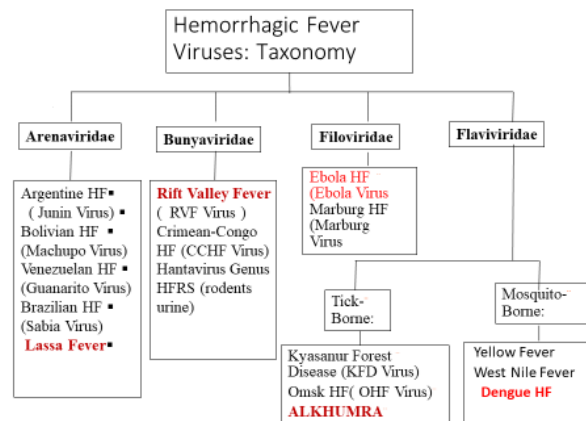 Hemorrhagic Fever
Viruses: Taxonomy
Arenaviridae
Bunyaviridae
Filoviridae
Flaviviridae
Argentine HF▪
( Junin Virus) ▪
Bolivian HF ▪
(Machupo Virus)
Venezuelan HF ▪
(Guanarito Virus)
Brazilian HF ▪
(Sabia Virus)
Lassa Fever▪
Rift Valley Fever
( RVF Virus )
Crimean-Congo
HF (CCHF Virus)
Hantavirus Genus
HFRS (rodents
urine)
Ebola HF
(Ebola Virus
Marburg HF
(Marburg
Virus
Tick-
Borne:
Mosquito-
Borne:
Kyasanur Forest
Disease (KFD Virus)
Omsk HF( OHF Virus)
ALKHUMRA
Yellow Fever
West Nile Fever
Dengue HF